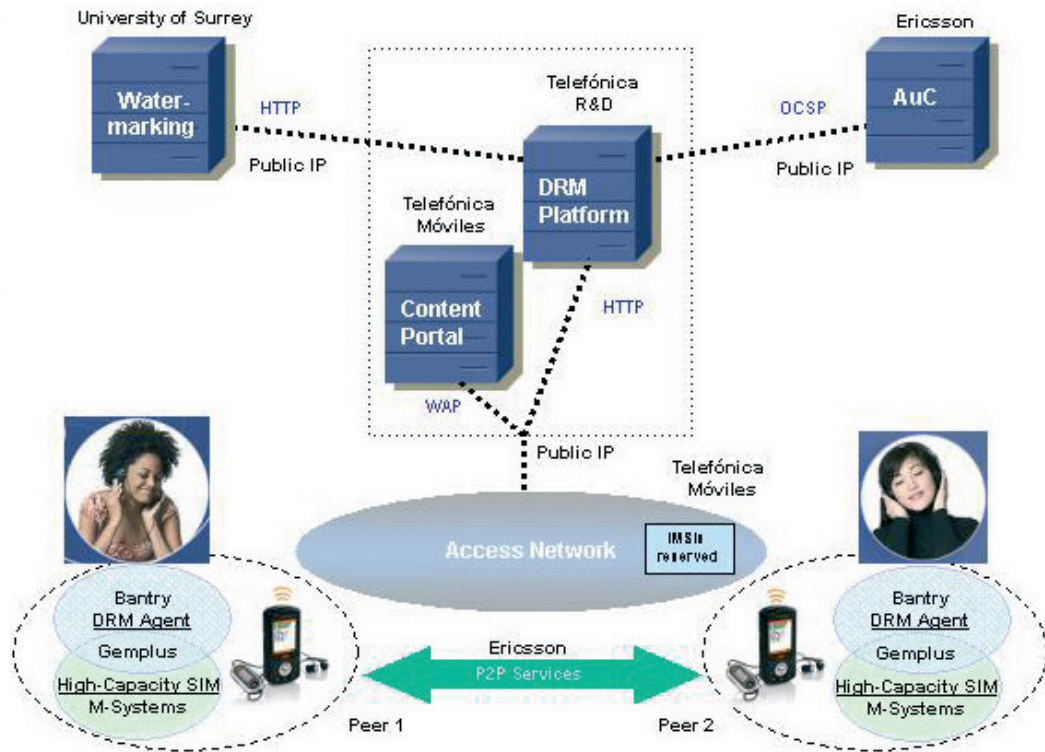 University of Surrey
Ericsson
Water-
marking
HTTP
Public IP
Telefónica
R&D
DRM
Platform
OCSP
Public IP
AuC
Telefónica
Móviles
Content
Portal
HTTP
WAP
Public IP
Telefónica
Móviles
Access Network
IMSIs
reserved
Bantry
DRM Agent
Gemplus
High-Capacity SIM
M-Systems
Ericsson
P2P Services
Peer 1
Peer 2
Bantry
DRM Agent
Gemplus
High-Capacity SIM
M-Systems